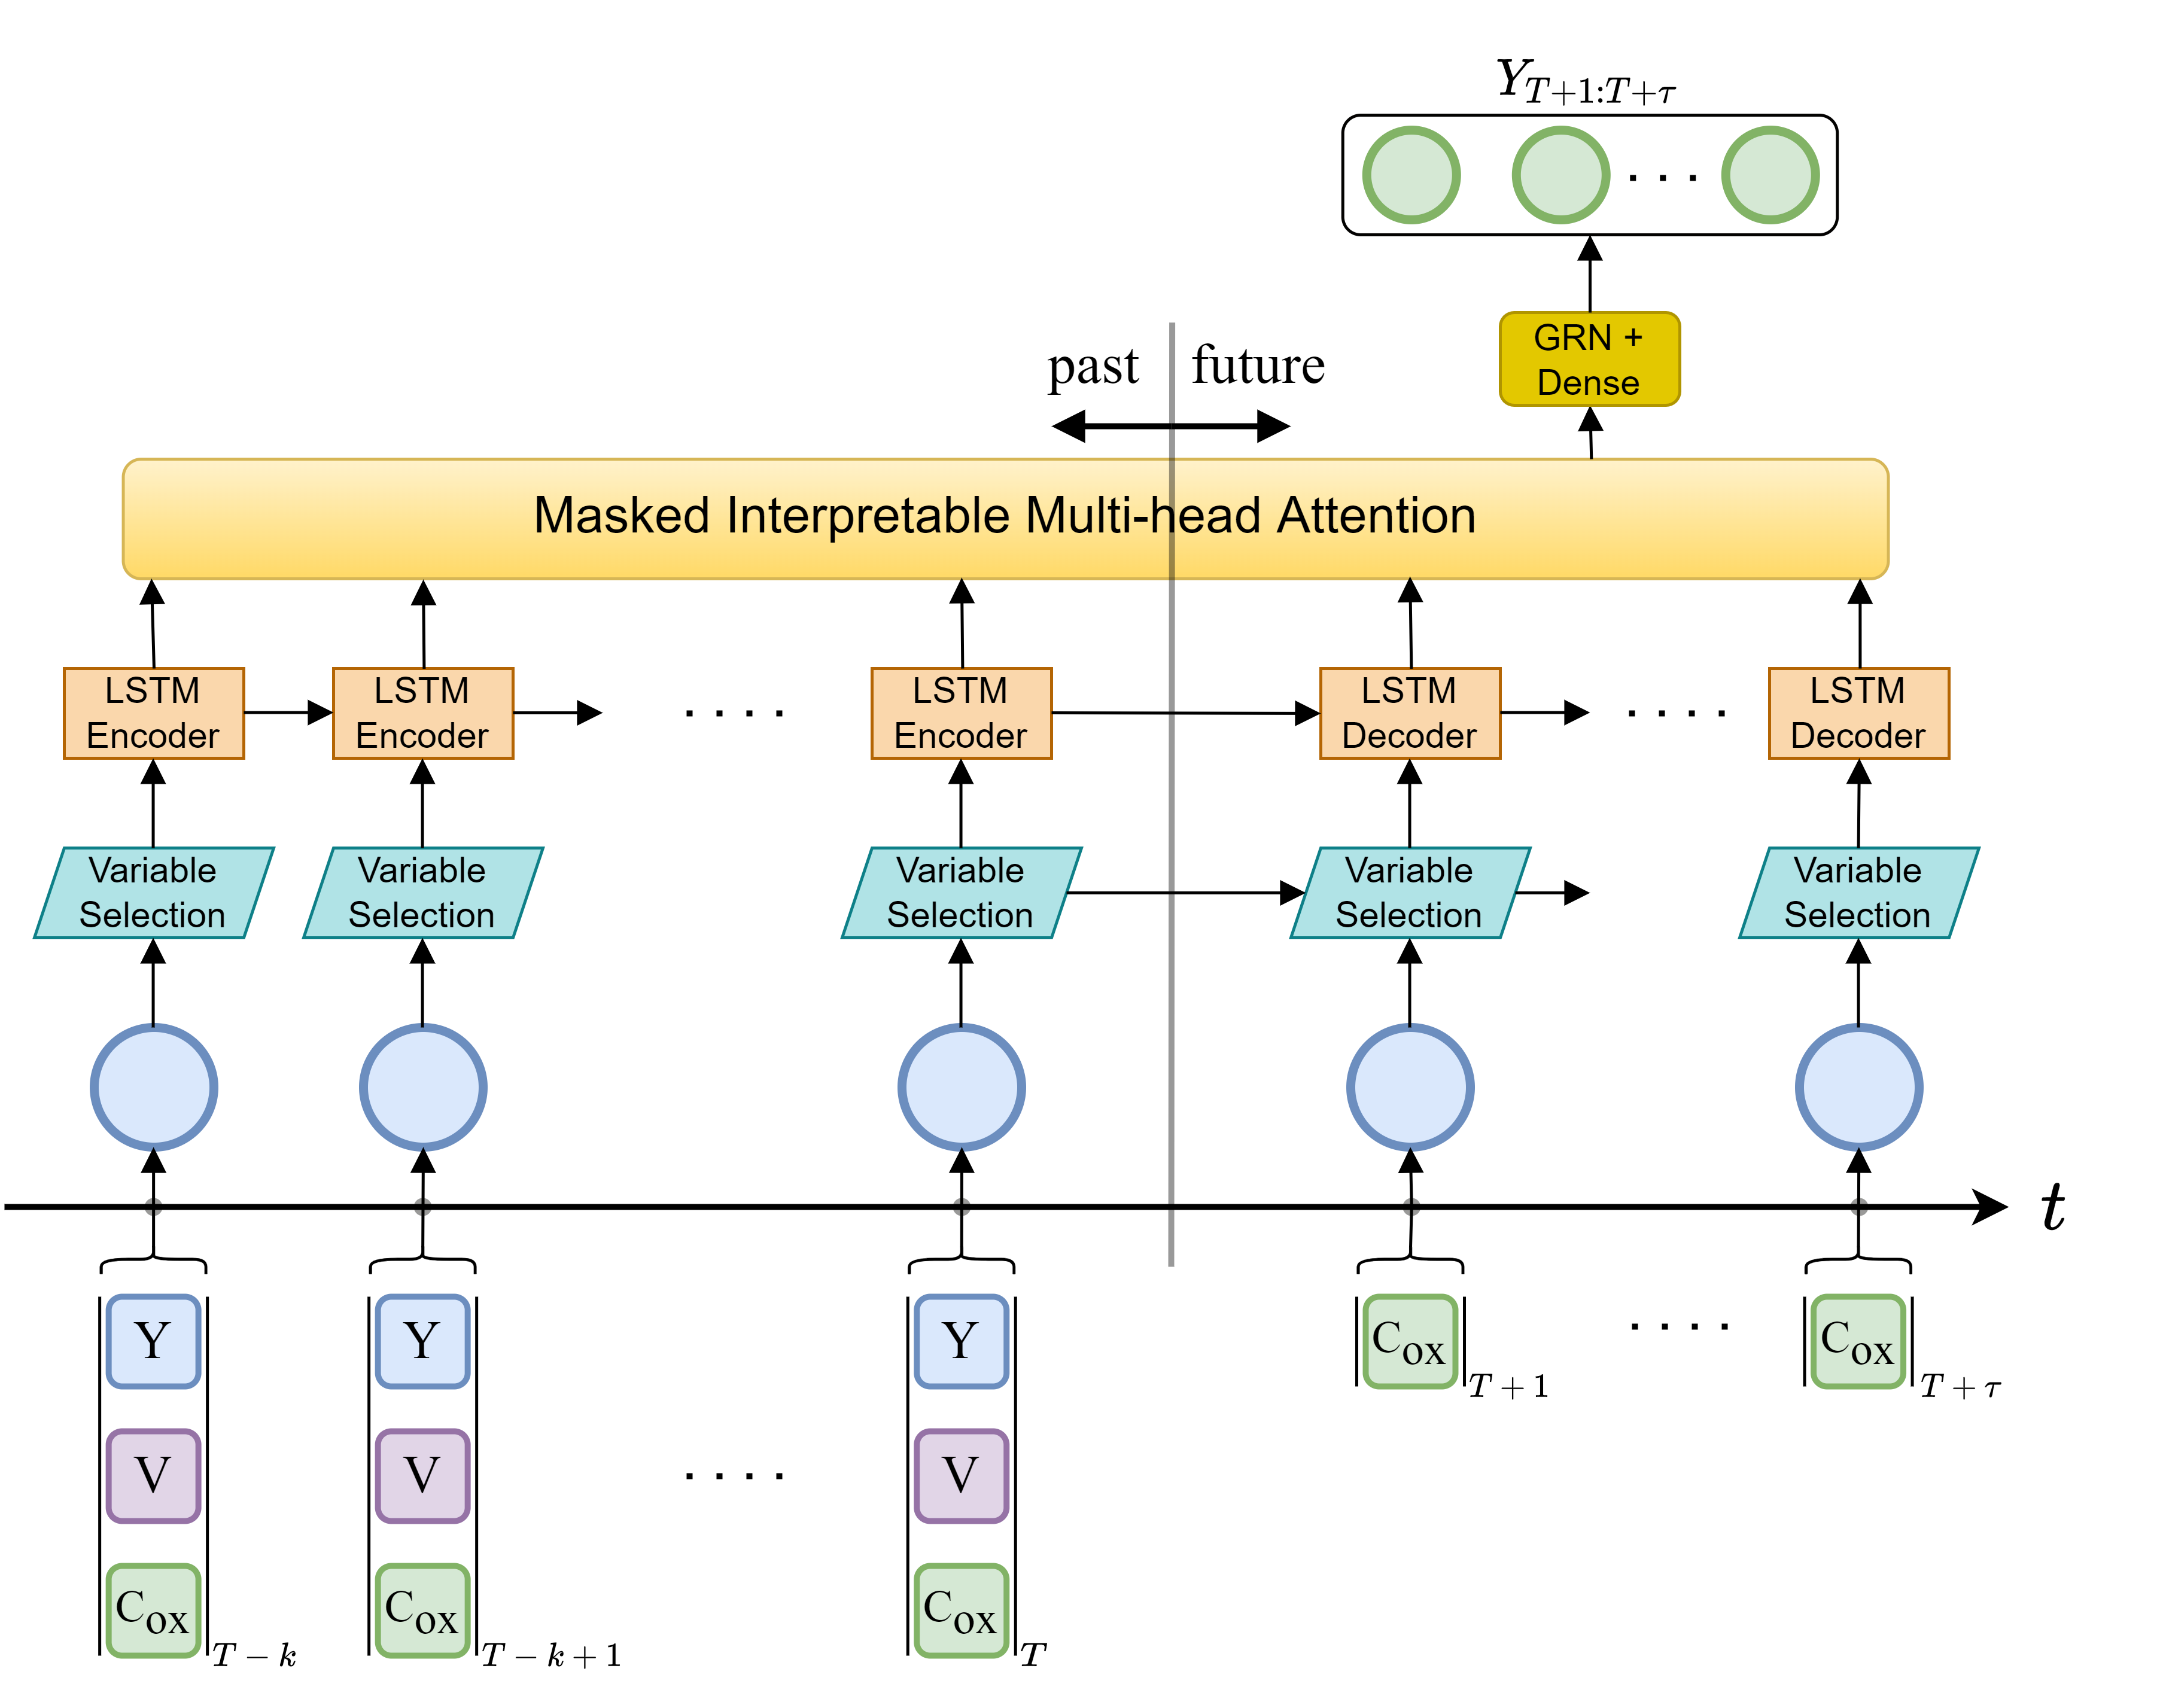 Y_{T+1:T+τ}
GRN +
Dense
past future
Masked Interpretable Multi-head Attention
LSTM
Encoder
LSTM
Encoder
. . . .
LSTM
Encoder
LSTM
Decoder
. . . .
LSTM
Decoder
Variable
Selection
Variable
Selection
Variable
Selection
Variable
Selection
Variable
Selection
t
Y
V
C_{ox}
T − k
Y
V
C_{ox}
T − k + 1
. . . .
Y
V
C_{ox}
T
C_{ox}
T + 1
. . . .
C_{ox}
T + τ